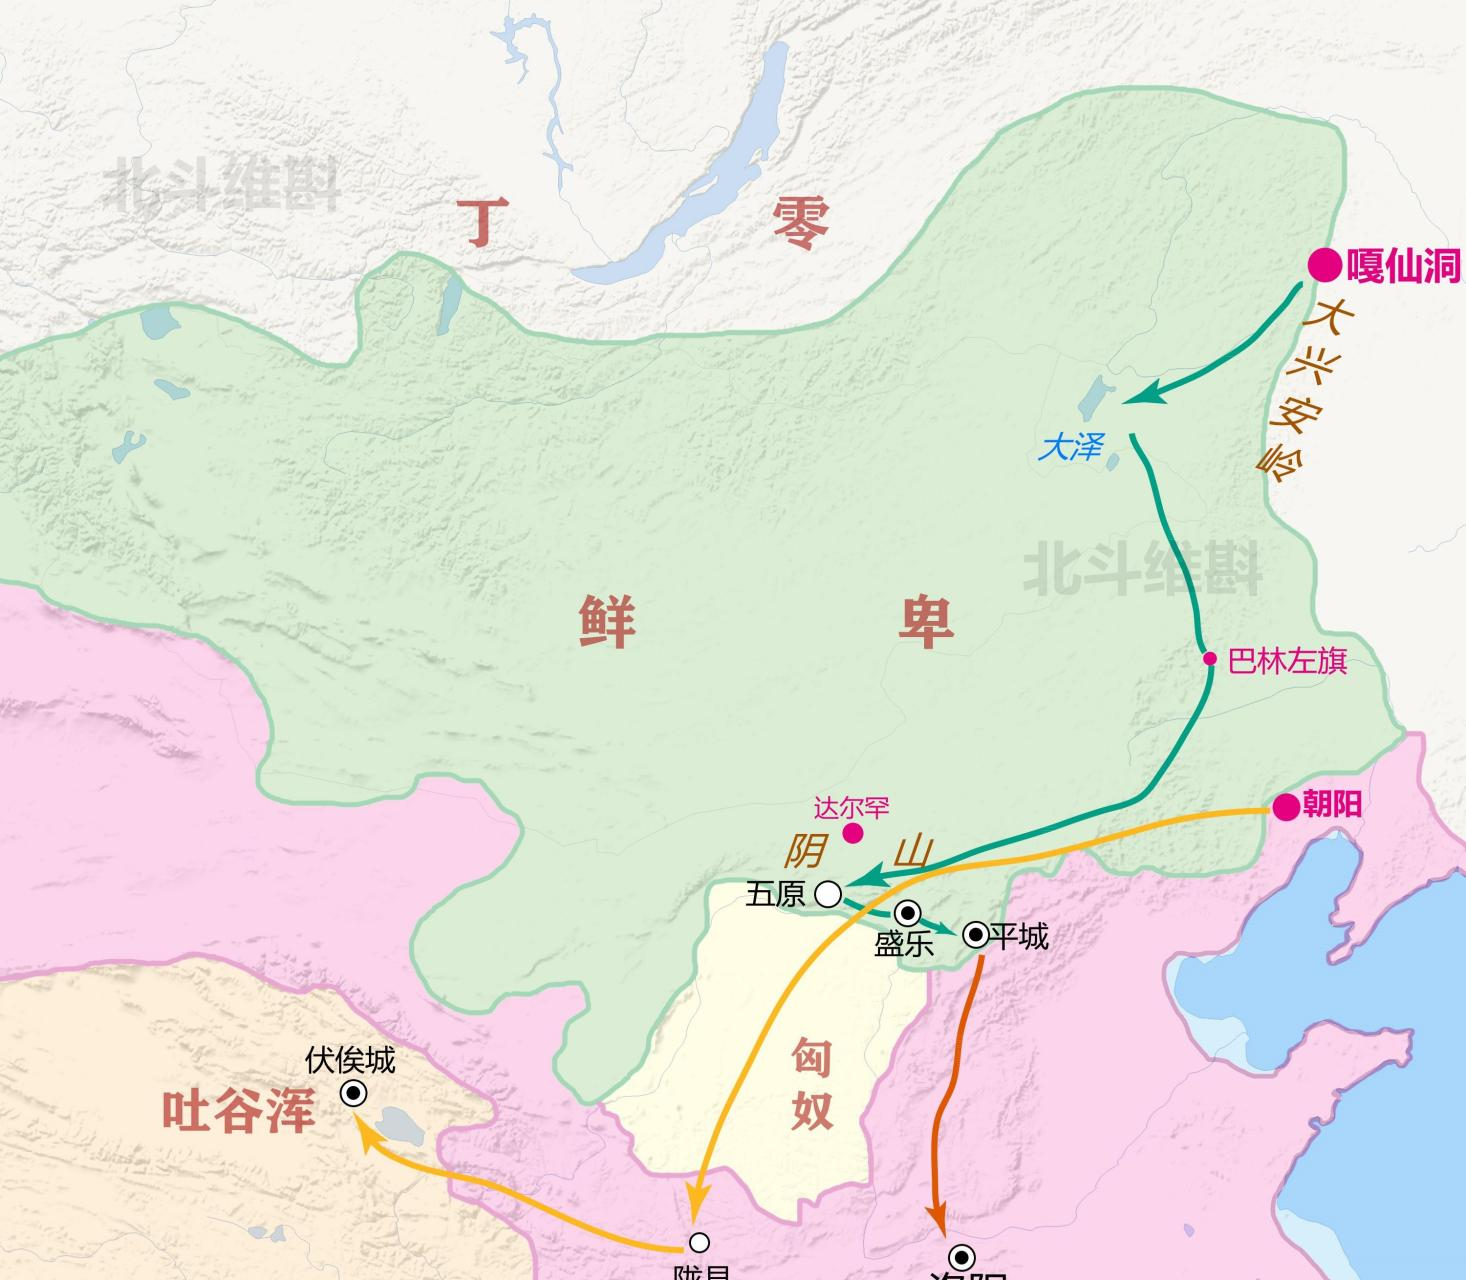 北斗维斟
丁零
嘎仙洞
大兴安岭
大泽
北斗维斟
鲜卑
巴林左旗
达尔罕
朝阳
阴山
五原
盛乐
平城
匈奴
伏俟城
吐谷浑